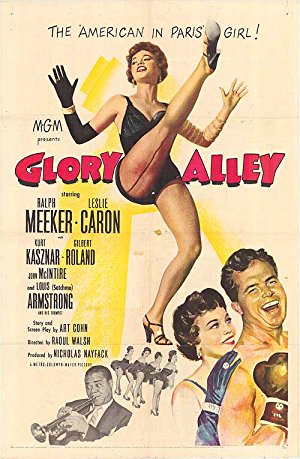 THE "AMERICAN IN PARIS" GIRL!
MGM
presents
GLORY ALLEY
starring
RALPH MEEKER · LESLIE CARON
with
KURT KASZNAR · GILBERT ROLAND
JOHN McINTIRE
and LOUIS (Satchmo)
ARMSTRONG
AND HIS TRUMPET
Story and
Screen Play by ART COHN
Directed by RAOUL WALSH
Produced by NICHOLAS NAYFACK
A METRO-GOLDWYN-MAYER PICTURE